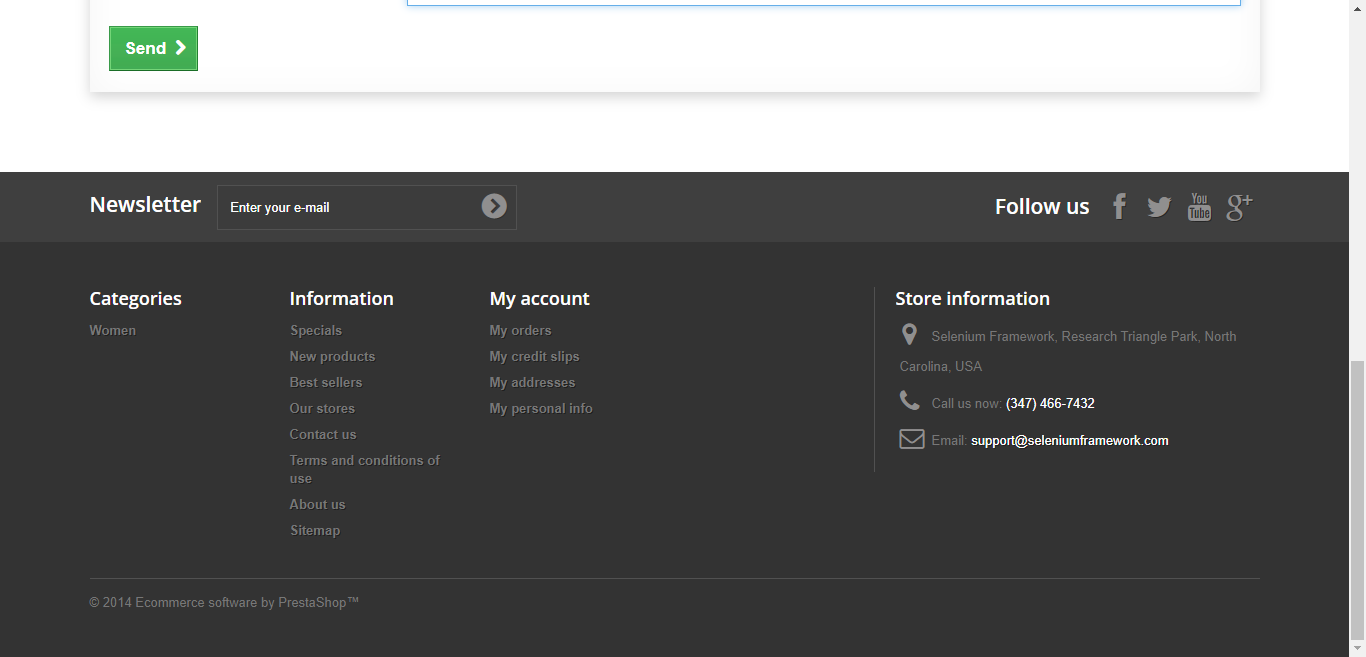 Send
Newsletter
Enter your e-mail
Follow us
You
Tube
g+
Categories
Women
Information
Specials
New products
Best sellers
Our stores
Contact us
Terms and conditions of
use
About us
Sitemap
My account
My orders
My credit slips
My addresses
My personal info
Store information
Selenium Framework, Research Triangle Park, North
Carolina, USA
Call us now: (347) 466-7432
Email: support@seleniumframework.com
© 2014 Ecommerce software by PrestaShop™